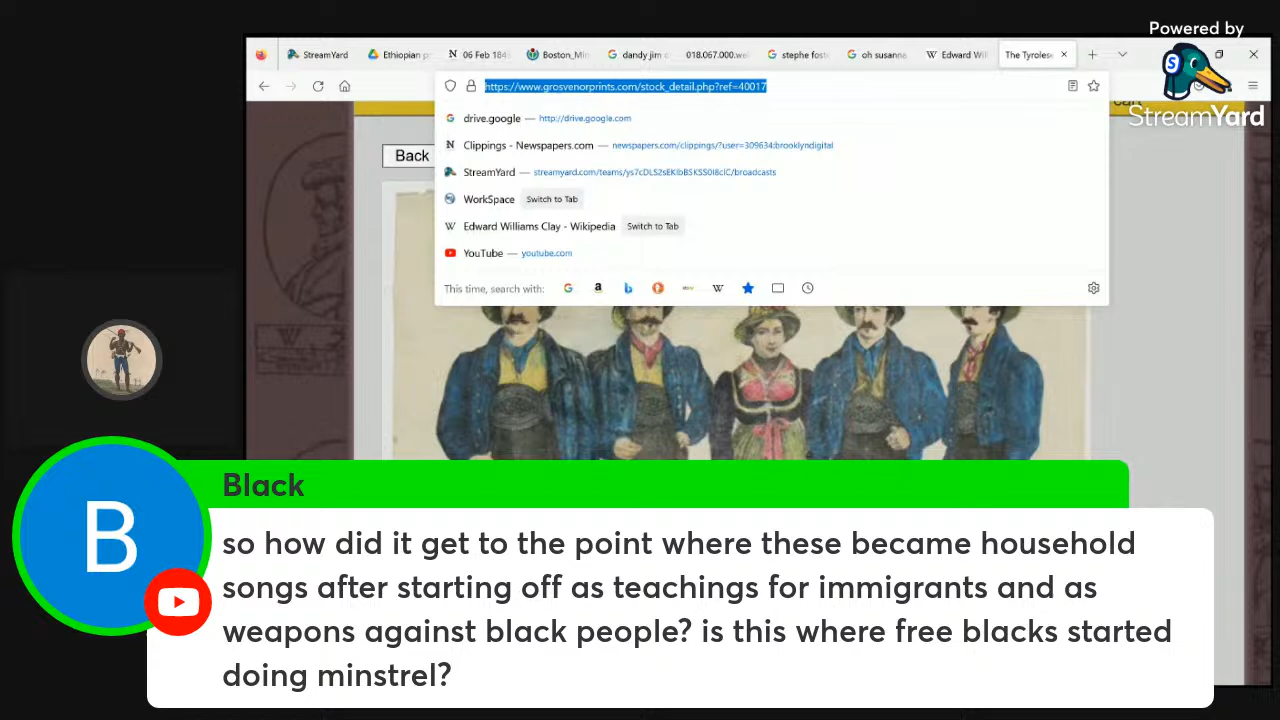 Powered by
StreamYard
StreamYard
Ethiopian p
06 Feb 184
Boston_Min
dandy jim c
018.067.000.we
stephe fost
oh susanna
Edward Wil
The Tyrolese
https://www.grosvenorprints.com/stock_detail.php?ref=40017
cart
drive.google — http://drive.google.com
Back
Clippings - Newspapers.com — newspapers.com/clippings/?user=309634:brooklyndigital
StreamYard —
WorkSpace Switch to Tab
Edward Williams Clay - Wikipedia Switch to Tab
YouTube — youtube.com
This time, search with:
B
Black
so how did it get to the point where these became household
songs after starting off as teachings for immigrants and as
weapons against black people? is this where free blacks started
doing minstrel?